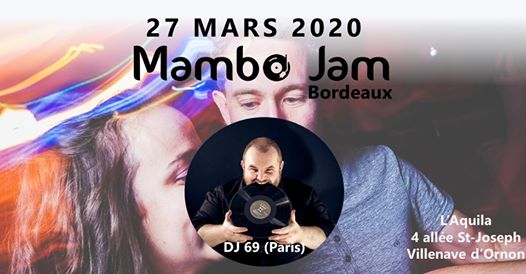 27 MARS 2020
Mambo Jam
Bordeaux
DJ 69 (Paris)
L'Aquila
4 allée St-Joseph
Villenave d'Ornon